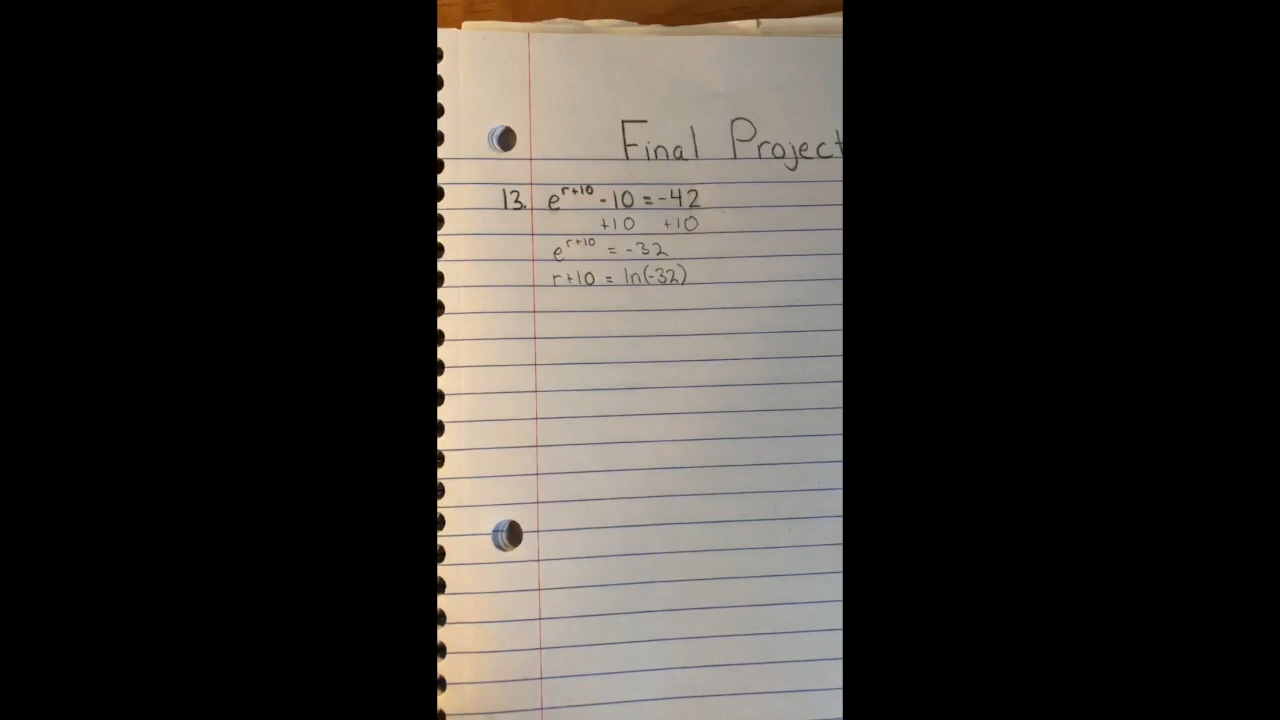 Final Project
13. e^{r+10} - 10 = -42
+10 +10
e^{r+10} = -32
r+10 = ln(-32)